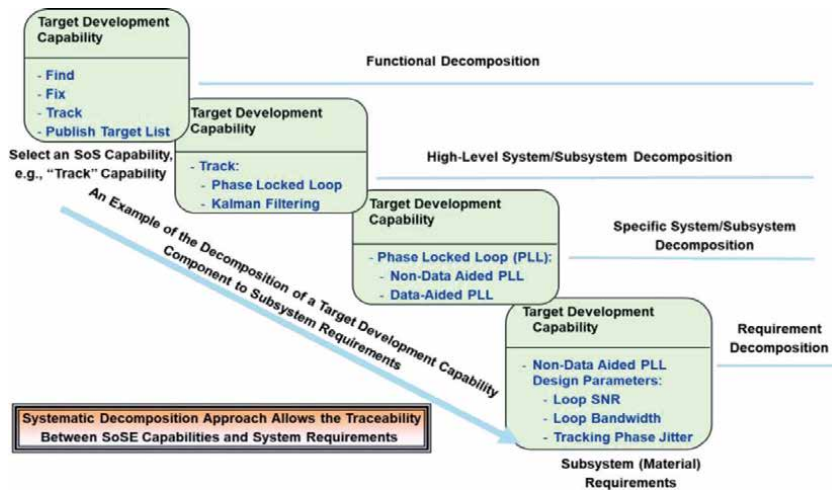 Target Development
Capability
- Find
- Fix
- Track
- Publish Target List
Functional Decomposition
Select an SoS Capability,
e.g., “Track” Capability
Target Development
Capability
- Track:
- Phase Locked Loop
- Kalman Filtering
High-Level System/Subsystem Decomposition
Target Development
Capability
- Phase Locked Loop (PLL):
- Non-Data Aided PLL
- Data-Aided PLL
Specific System/Subsystem
Decomposition
An Example of the Decomposition of a Target Development Capability
Component to Subsystem Requirements
Target Development
Capability
- Non-Data Aided PLL
Design Parameters:
- Loop SNR
- Loop Bandwidth
- Tracking Phase Jitter
Requirement
Decomposition
Systematic Decomposition Approach Allows the Traceability
Between SoSE Capabilities and System Requirements
Subsystem (Material)
Requirements